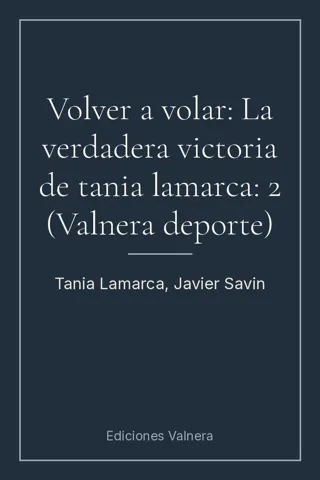 Volver a volar: La
verdadera victoria
de tania lamarca: 2
(Valnera deporte)
Tania Lamarca, Javier Savin
Ediciones Valnera